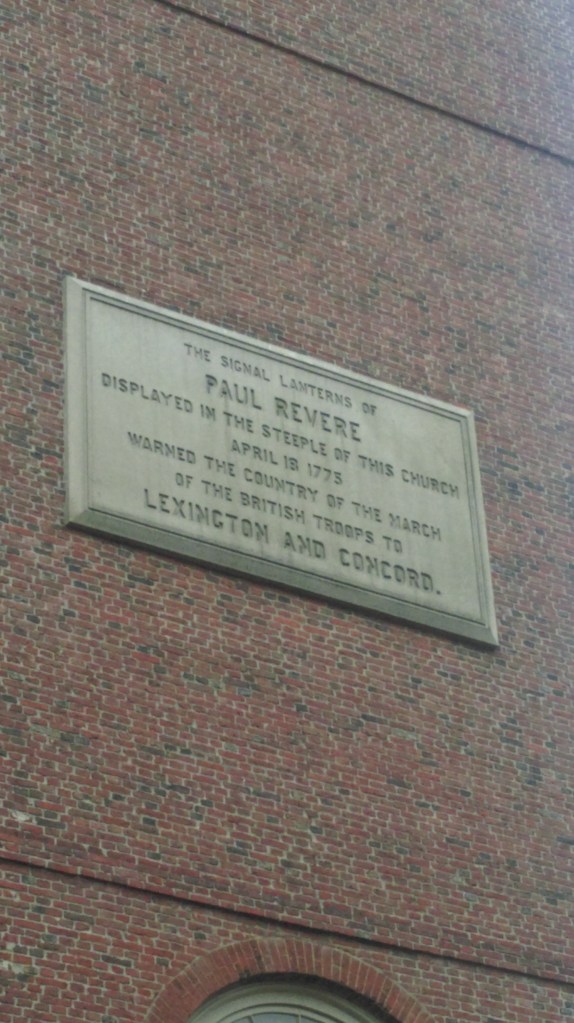 THE SIGNAL LANTERNS OF
PAUL REVERE
DISPLAYED IN THE STEEPLE OF THIS CHURCH
APRIL 18 1775
WARNED THE COUNTRY OF THE MARCH
OF THE BRITISH TROOPS TO
LEXINGTON AND CONCORD.